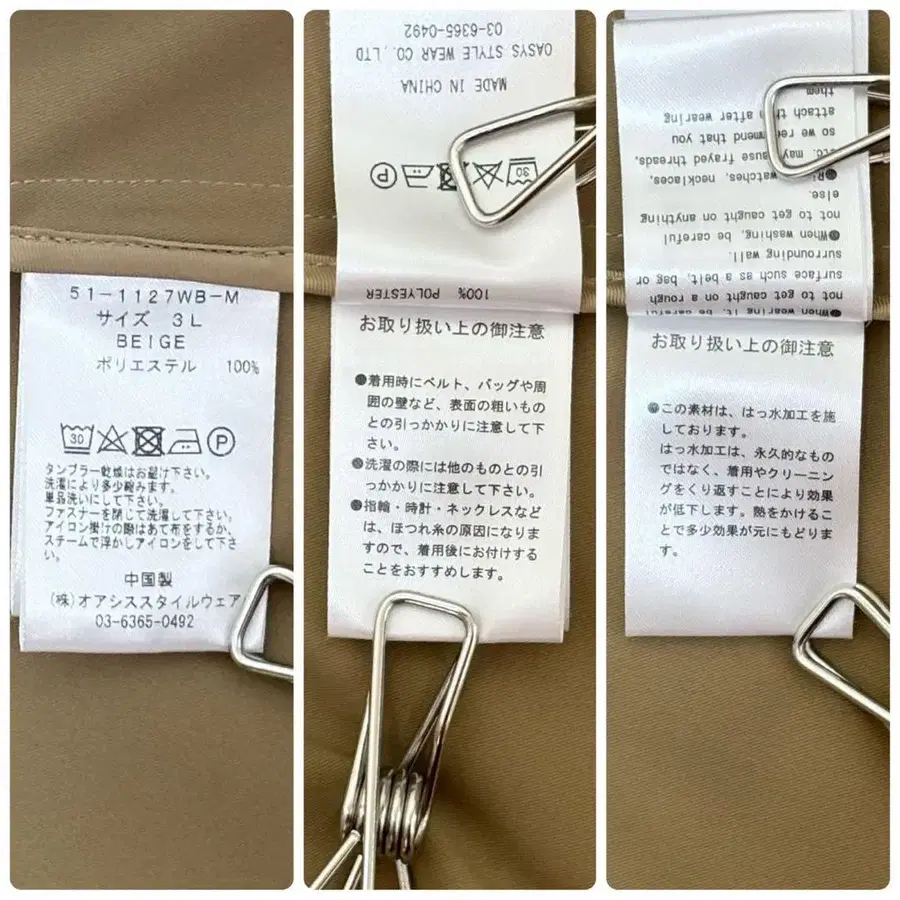 51-1127WB-M
サイズ 3L
BEIGE
ポリエステル 100%
30
P
タンブラー乾燥はお避け下さい。
洗濯により多少縮みます。
単品洗いにして下さい。
ファスナーを閉じて洗濯して下さい。
アイロン掛けの際はあて布をするか、
スチームで浮かしアイロンをして下さ
い。
中国製
(株)オアシススタイルウェア
03-6365-0492
100% POLYESTER
30
P
MADE IN CHINA
OASYS STYLE WEAR CO.,LTD
03-6365-0492
お取り扱い上の御注意
●着用時にベルト、バッグや周
囲の壁など、表面の粗いもの
との引っかかりに注意して下
さい。
●洗濯の際には他のものとの引
っかかりに注意して下さい。
●指輪・時計・ネックレスなど
は、ほつれ糸の原因になりま
すので、着用後にお付けする
ことをおすすめします。
●When wearing it, be careful
not to get caught on a rough
surface such as a belt, bag, or
surrounding wall.
●When washing, be careful
not to get caught on anything
else.
watches, necklaces,
etc. may cause frayed threads,
so we recommend that you
attach after wearing
them
お取り扱い上の御注意
●この素材は、はっ水加工を施
しております。
はっ水加工は、永久的なもの
ではなく、着用やクリーニン
グをくり返すことにより効果
が低下します。熱をかけるこ
とで多少効果が元にもどりま
す。